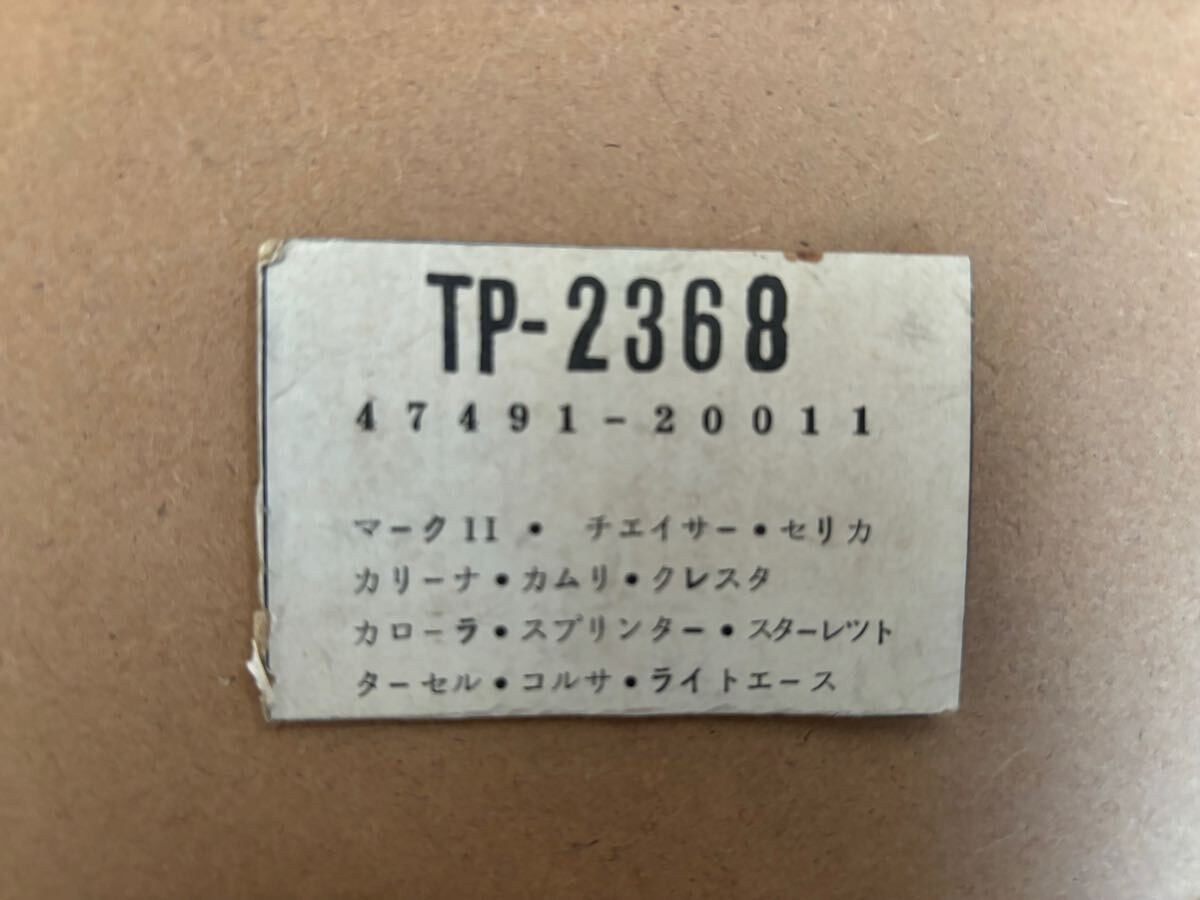 TP-2368
47491-20011
マークII・ チエイサー・セリカ
カリーナ・カムリ・クレスタ
カローラ・スプリンター・スターレツト
ターセル・コルサ・ライトエース